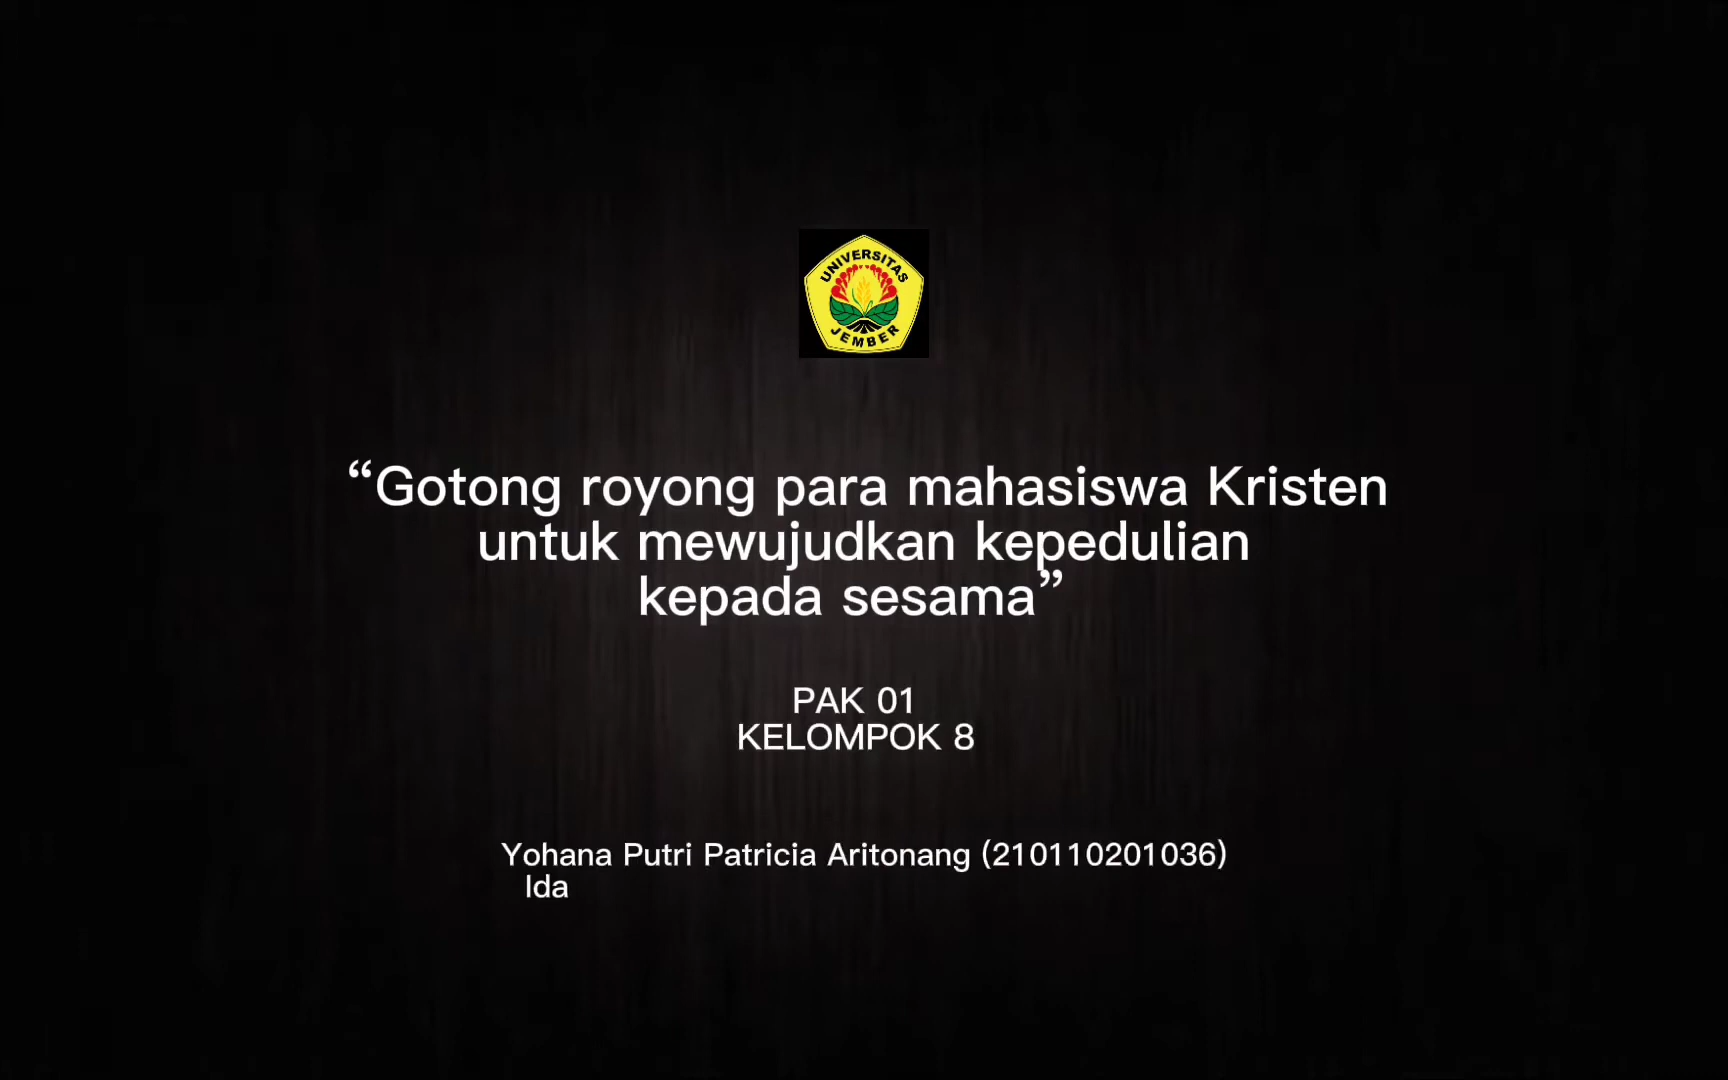 UNIVERSITAS
JEMBER
“Gotong royong para mahasiswa Kristen
untuk mewujudkan kepedulian
kepada sesama”
PAK 01
KELOMPOK 8
Yohana Putri Patricia Aritonang (210110201036)
Ida